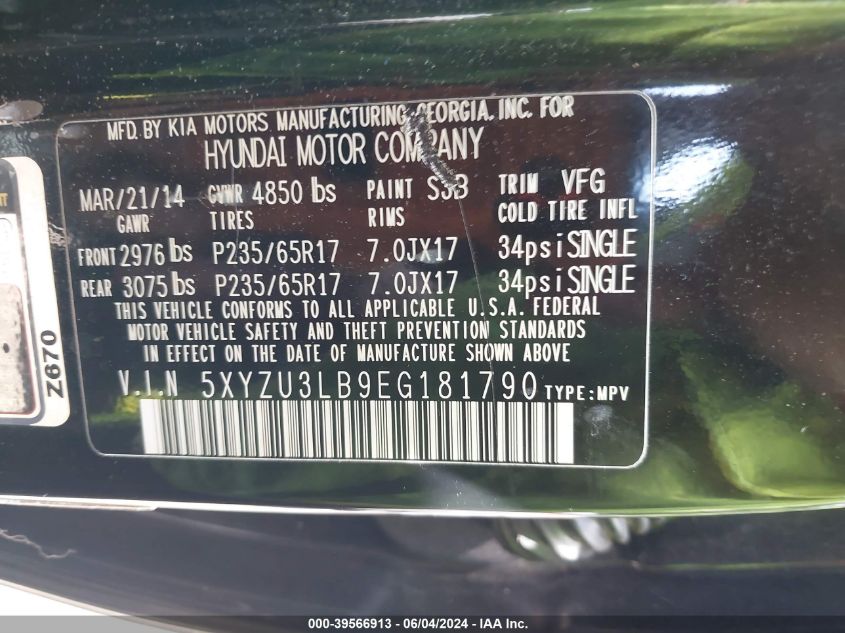 MFD. BY KIA MOTORS MANUFACTURING GEORGIA, INC. FOR
HYUNDAI MOTOR COMPANY
MAR/21/14 GVWR 4850 lbs PAINT S3B TRIM VFG
GAWR TIRES RIMS COLD TIRE INFL
FRONT 2976 lbs P235/65R17 7.0JX17 34psi SINGLE
REAR 3075 lbs P235/65R17 7.0JX17 34psi SINGLE
THIS VEHICLE CONFORMS TO ALL APPLICABLE U.S.A. FEDERAL
MOTOR VEHICLE SAFETY AND THEFT PREVENTION STANDARDS
IN EFFECT ON THE DATE OF MANUFACTURE SHOWN ABOVE
V.I.N 5XYZU3LB9EG181790 TYPE:MPV
Z670
000-39566913 - 06/04/2024 - IAA Inc.